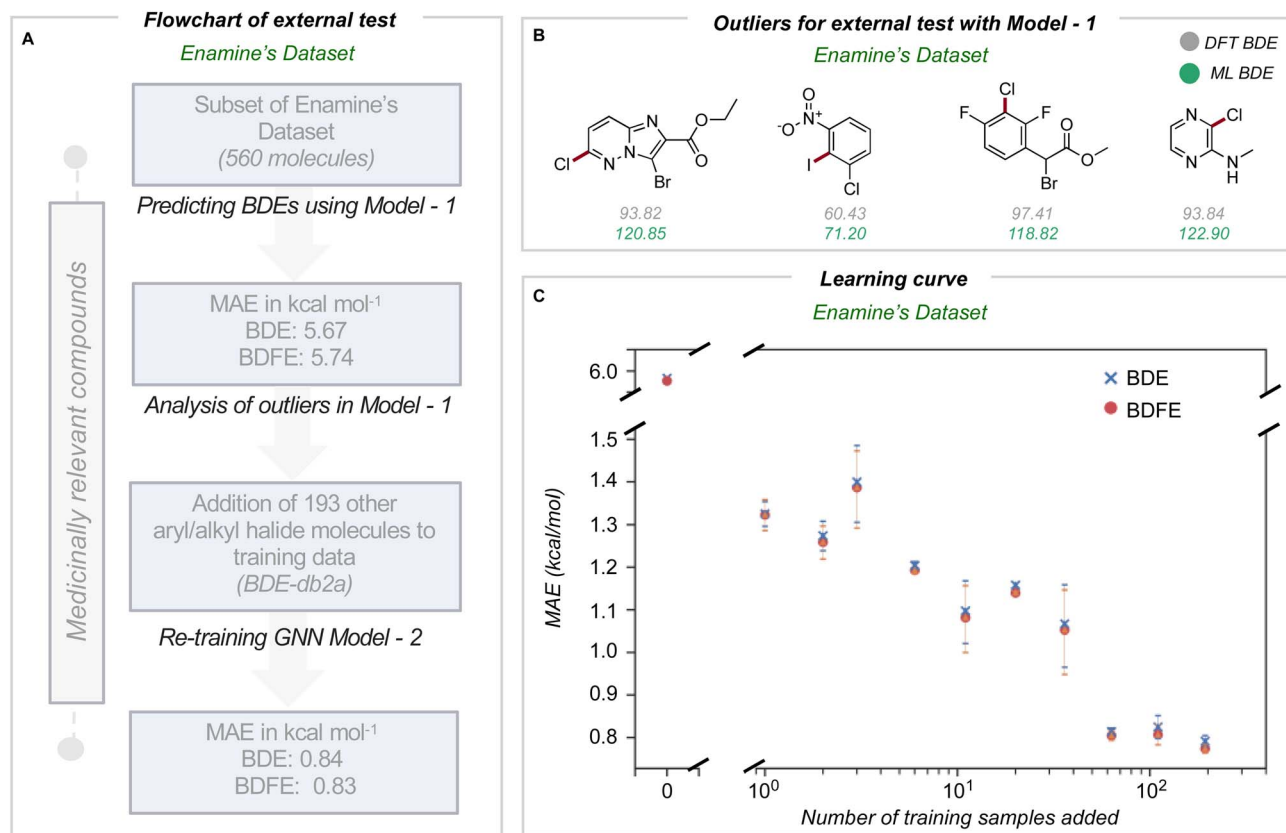 A
Flowchart of external test
Enamine's Dataset
Subset of Enamine's
Dataset
(560 molecules)
Predicting BDEs using Model - 1
MAE in kcal mol⁻¹
BDE: 5.67
BDFE: 5.74
Analysis of outliers in Model - 1
Addition of 193 other
aryl/alkyl halide molecules to
training data
(BDE-db2a)
Re-training GNN Model - 2
MAE in kcal mol⁻¹
BDE: 0.84
BDFE: 0.83
Medicinally relevant compounds
B
Outliers for external test with Model - 1
Enamine's Dataset
DFT BDE
ML BDE
Cl
N
N
N
Br
O
O
93.82
120.85
O
N⁺
⁻O
I
Cl
60.43
71.20
Cl
F
F
O
O
Br
97.41
118.82
N
N
Cl
N
H
93.84
122.90
C
Learning curve
Enamine's Dataset
BDE
BDFE
MAE (kcal/mol)
6.0
1.5
1.4
1.3
1.2
1.1
1.0
0.9
0.8
0
10⁰
10¹
10²
Number of training samples added